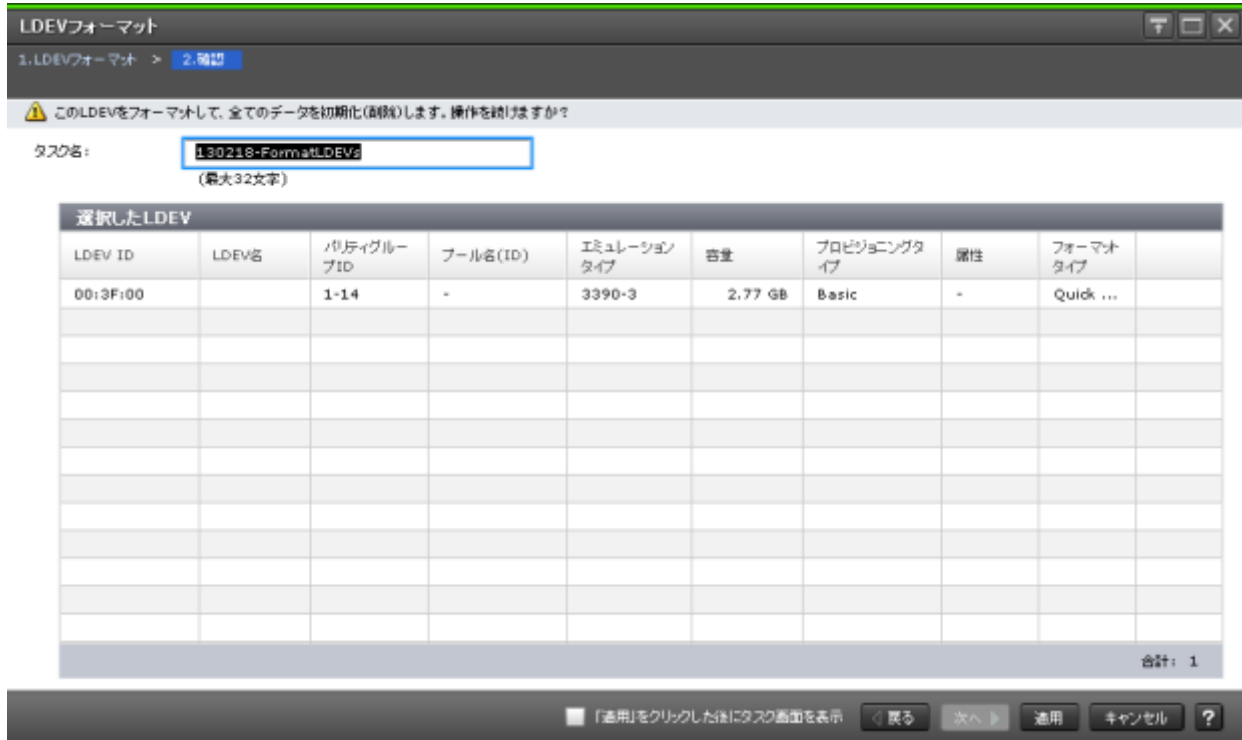 LDEVフォーマット
1.LDEVフォーマット > 2.確認
このLDEVをフォーマットして、全てのデータを初期化(削除)します。操作を続けますか?
タスク名: 130218-FormatLDEVs
(最大32文字)
選択したLDEV
LDEV ID LDEV名 パリティグループID プール名(ID) エミュレーションタイプ 容量 プロビジョニングタイプ 属性 フォーマットタイプ
00:3F:00 1-14 - 3390-3 2.77 GB Basic - Quick ...
合計: 1
「適用」をクリックした後にタスク画面を表示 戻る 次へ 適用 キャンセル ?